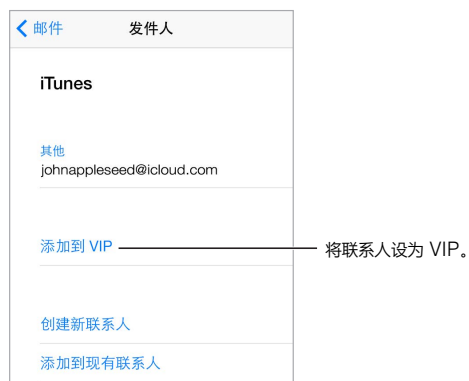 邮件
发件人
iTunes
其他
johnappleseed@icloud.com
添加到 VIP
将联系人设为 VIP。
创建新联系人
添加到现有联系人